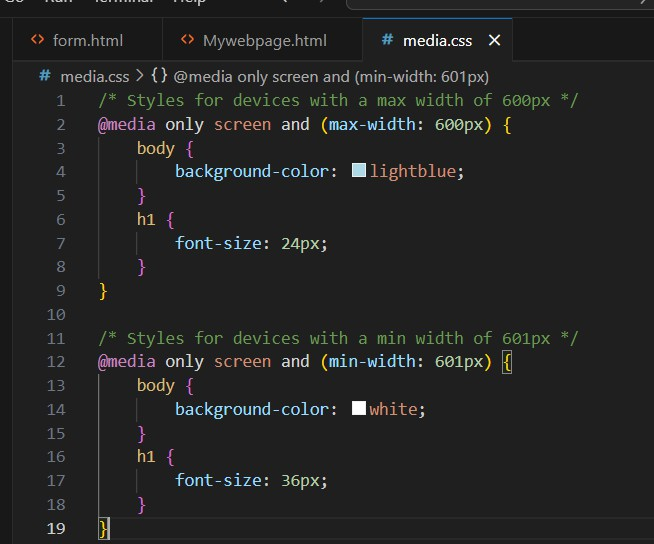 form.html Mywebpage.html # media.css ×
# media.css > {} @media only screen and (min-width: 601px)
1 /* Styles for devices with a max width of 600px */
2 @media only screen and (max-width: 600px) {
3 body {
4 background-color: lightblue;
5 }
6 h1 {
7 font-size: 24px;
8 }
9 }
10
11 /* Styles for devices with a min width of 601px */
12 @media only screen and (min-width: 601px) {
13 body {
14 background-color: white;
15 }
16 h1 {
17 font-size: 36px;
18 }
19 }